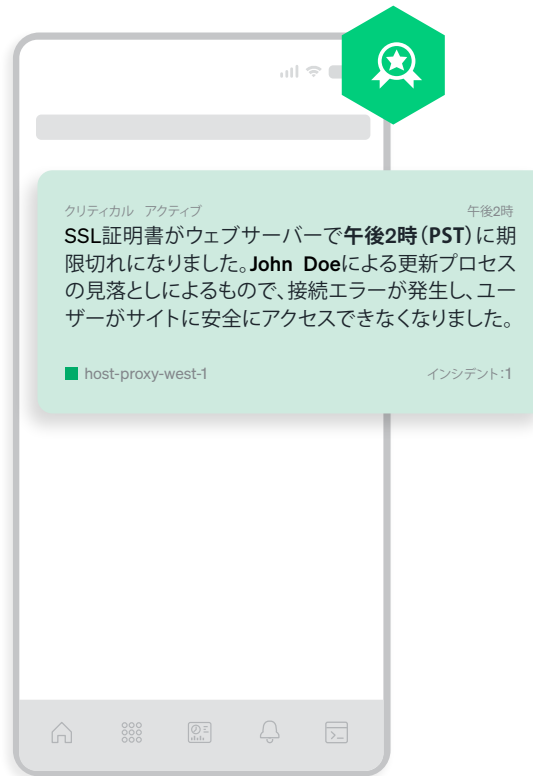 クリティカル アクティブ 午後2時
SSL証明書がウェブサーバーで午後2時（PST）に期
限切れになりました。John Doeによる更新プロセス
の見落としによるもので、接続エラーが発生し、ユー
ザーがサイトに安全にアクセスできなくなりました。
host-proxy-west-1 インシデント：1